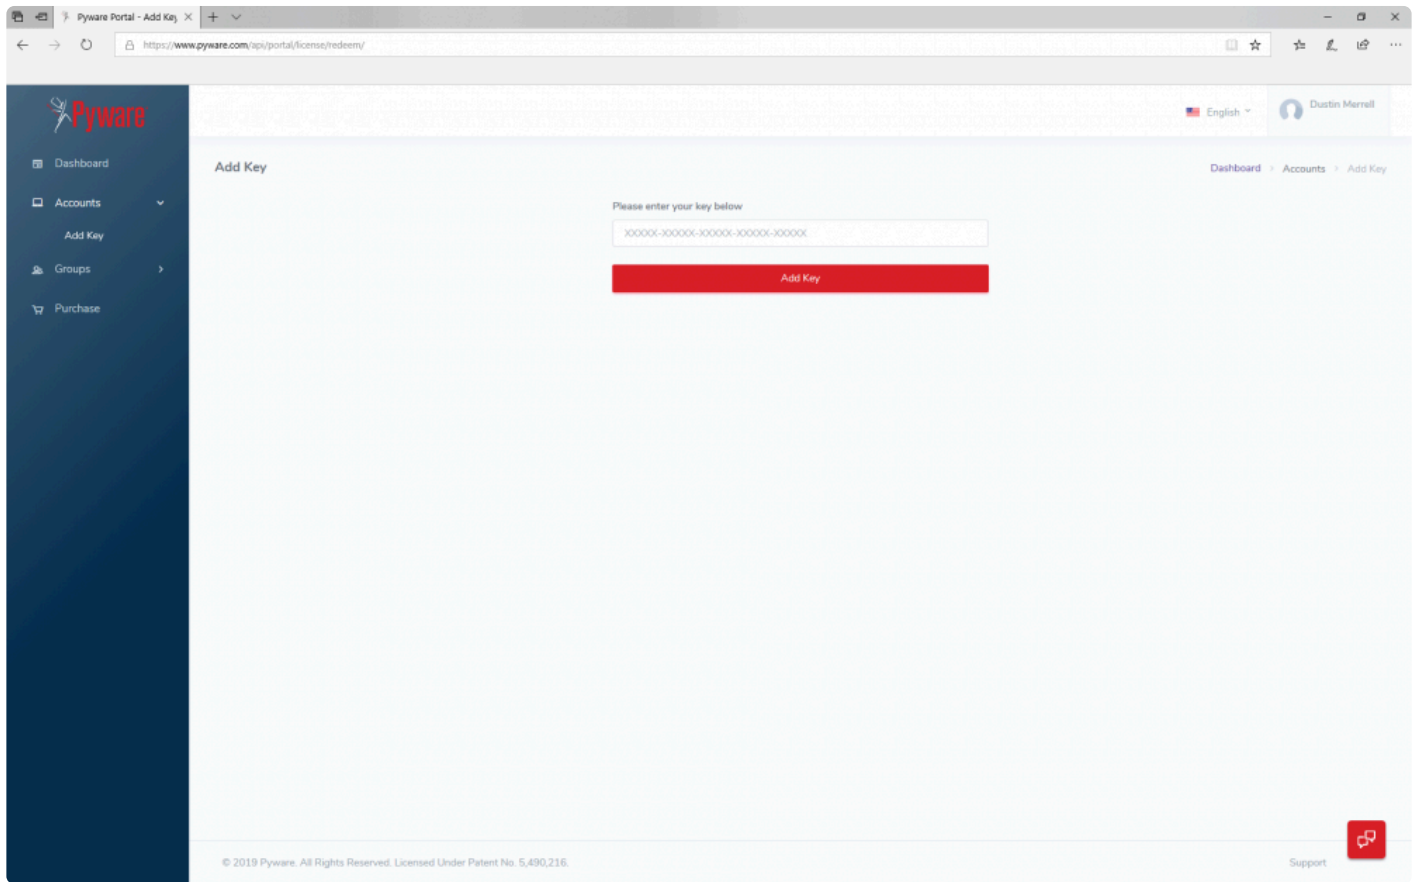 Pyware Portal - Add Key
https://www.pyware.com/api/portal/license/redeem/
Pyware
English
Dustin Merrell
Dashboard
Accounts
Add Key
Groups
Purchase
Add Key
Dashboard > Accounts > Add Key
Please enter your key below
XXXXX-XXXXX-XXXXX-XXXXX-XXXXX
Add Key
© 2019 Pyware. All Rights Reserved. Licensed Under Patent No. 5,490,216.
Support